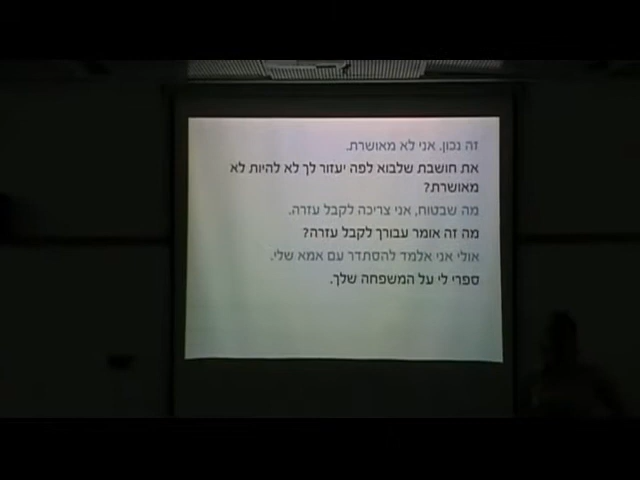 זה נכון. אני לא מאושרת.
את חושבת שלבוא לפה יעזור לך לא להיות לא
מאושרת?
מה שבטוח, אני צריכה לקבל עזרה.
מה זה אומר עבורך לקבל עזרה?
אולי אני אלמד להסתדר עם אמא שלי.
ספרי לי על המשפחה שלך.